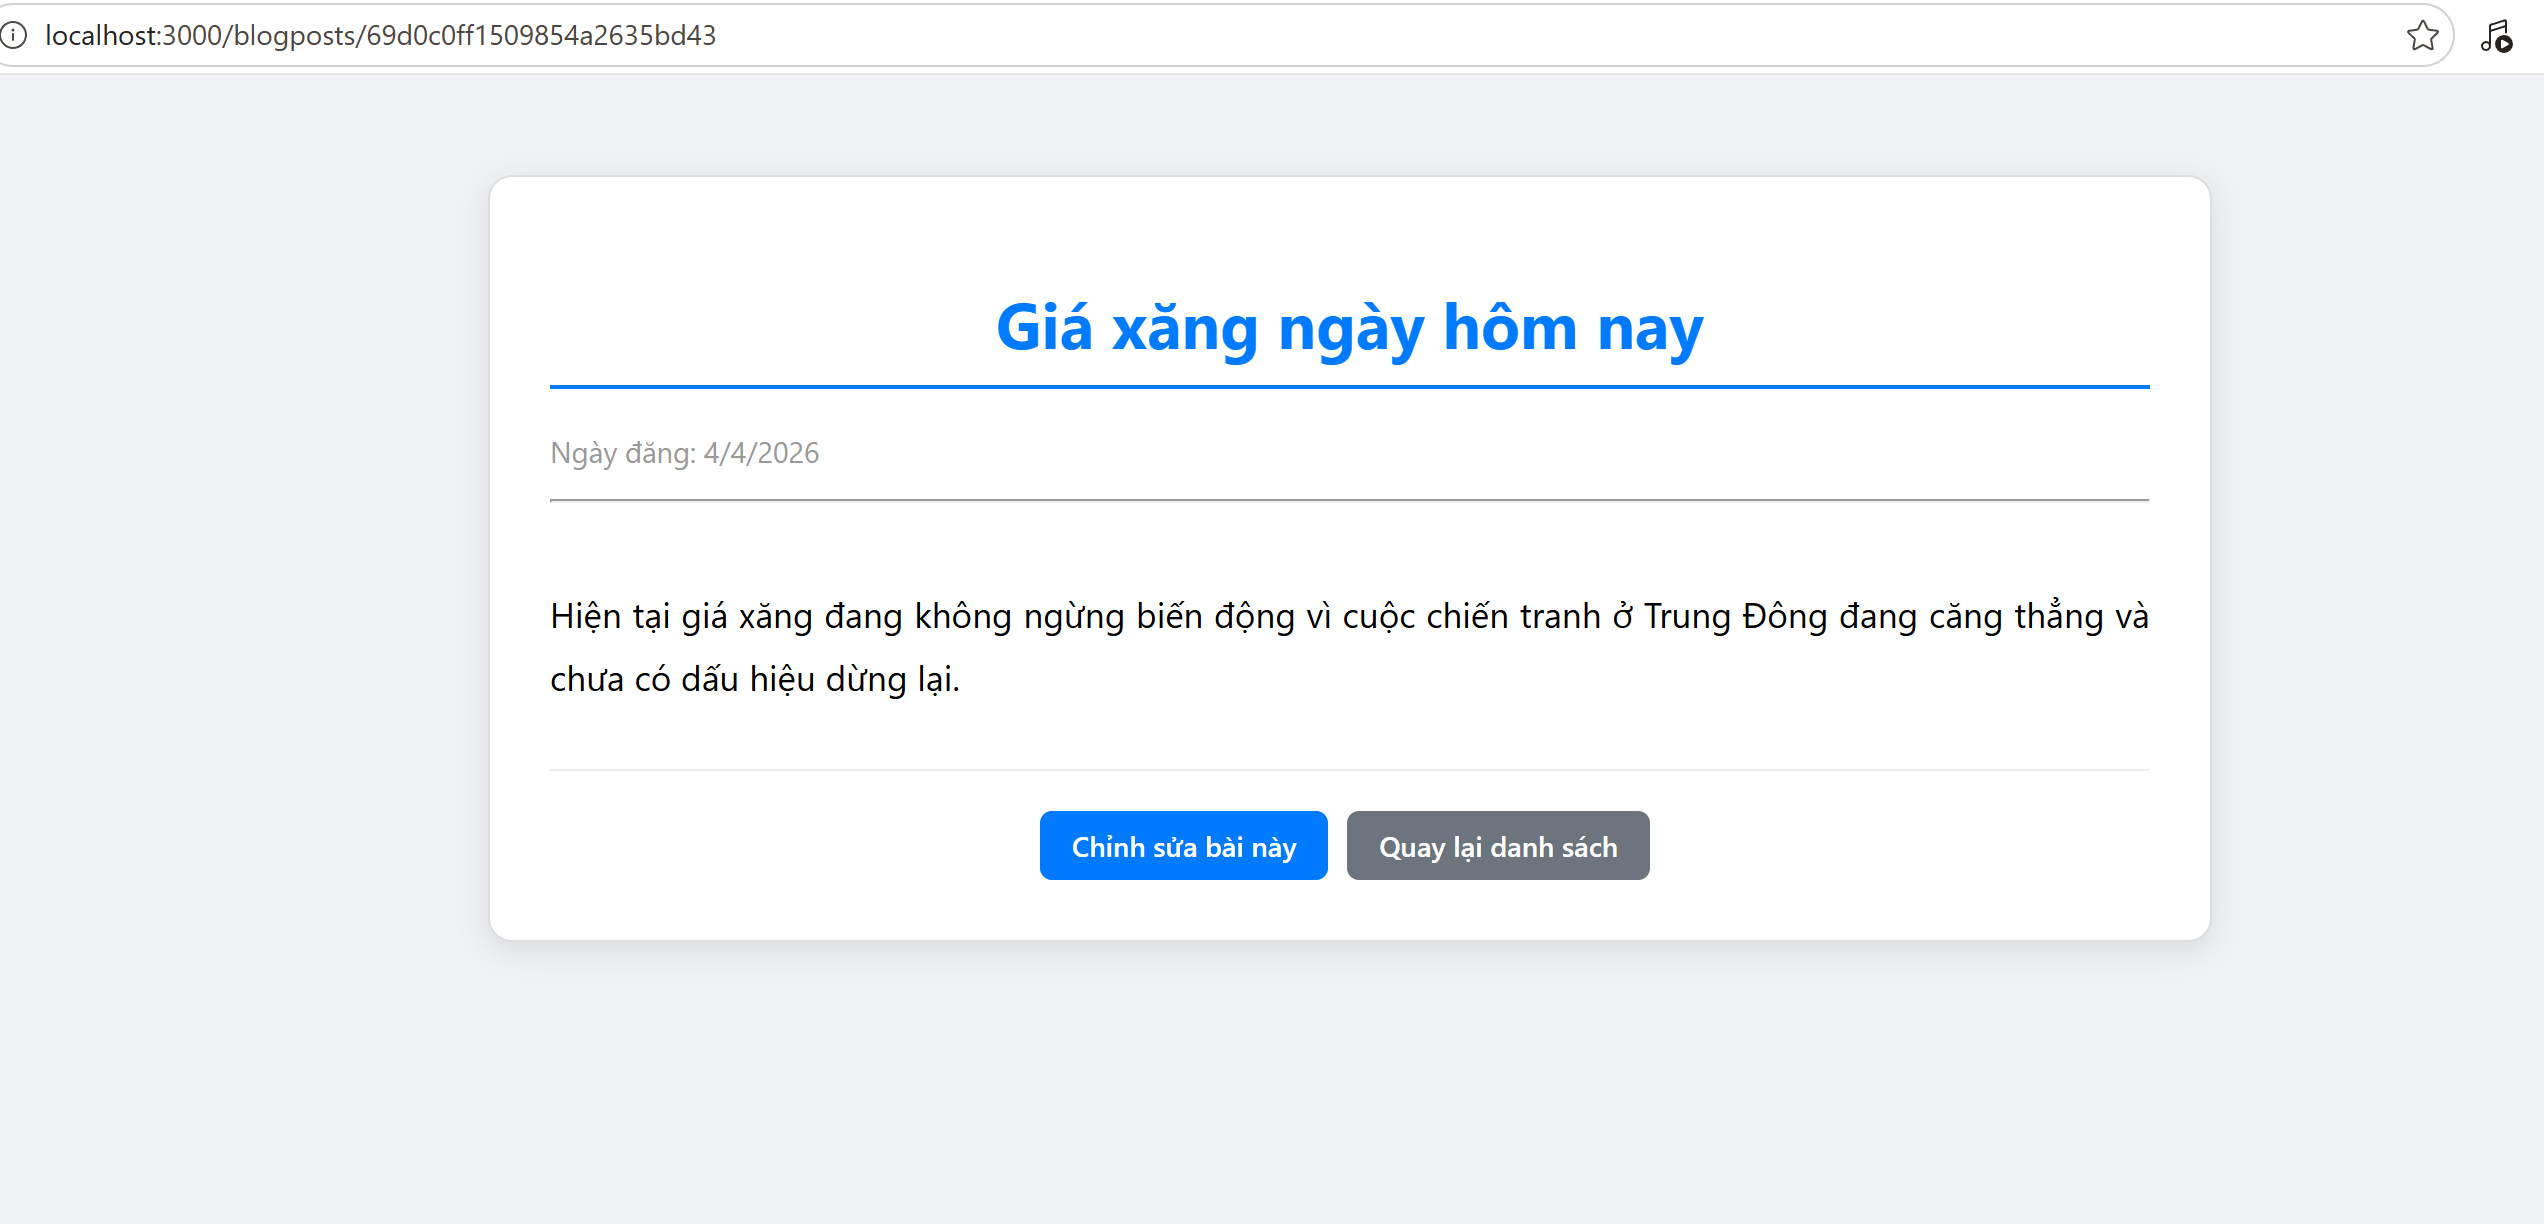 localhost:3000/blogposts/69d0c0ff1509854a2635bd43
Giá xăng ngày hôm nay
Ngày đăng: 4/4/2026
Hiện tại giá xăng đang không ngừng biến động vì cuộc chiến tranh ở Trung Đông đang căng thẳng và
chưa có dấu hiệu dừng lại.
Chỉnh sửa bài này
Quay lại danh sách